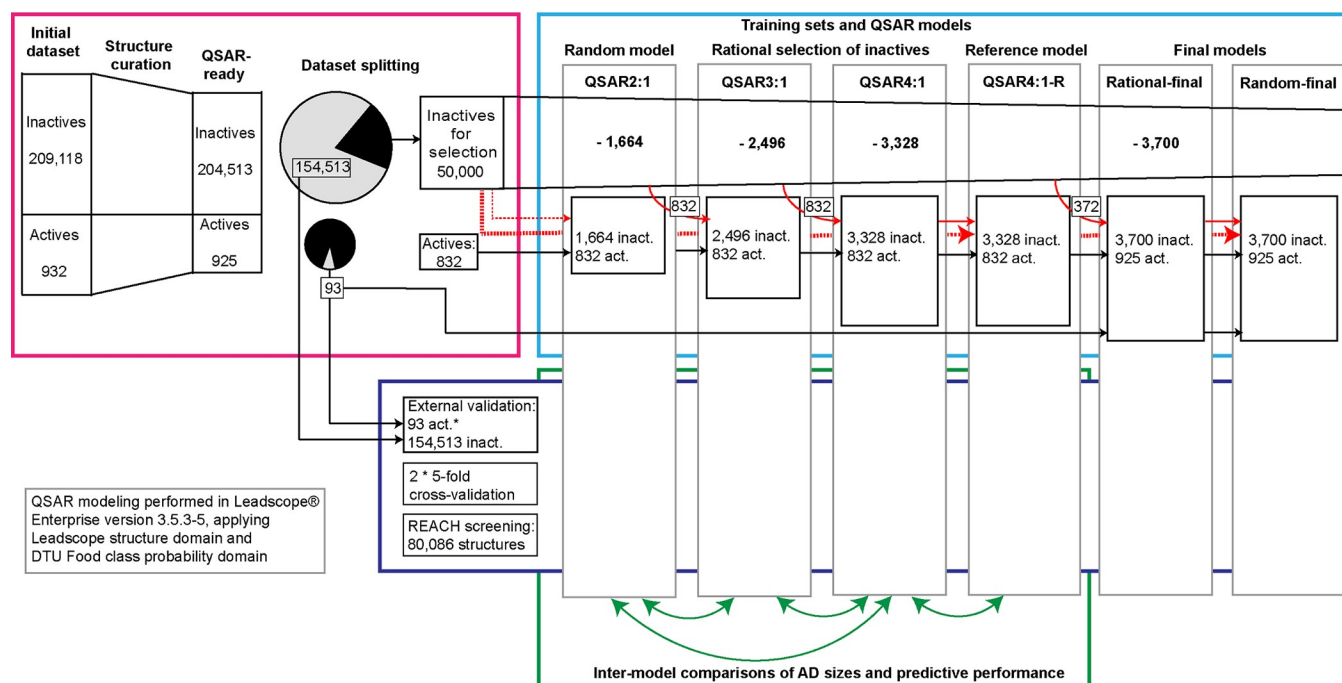 Initial
dataset
Structure
curation
QSAR-
ready
Dataset splitting
Inactives
209,118
Inactives
204,513
Actives
932
Actives
925
154,513
93
Inactives
for
selection
50,000
Actives:
832
Training sets and QSAR models
Random model
Rational selection of inactives
Reference model
Final models
QSAR2:1
QSAR3:1
QSAR4:1
QSAR4:1-R
Rational-final
Random-final
- 1,664
- 2,496
- 3,328
- 3,700
832
832
372
1,664 inact.
832 act.
2,496 inact.
832 act.
3,328 inact.
832 act.
3,328 inact.
832 act.
3,700 inact.
925 act.
3,700 inact.
925 act.
External validation:
93 act.*
154,513 inact.
2 * 5-fold
cross-validation
REACH screening:
80,086 structures
QSAR modeling performed in Leadscope®
Enterprise version 3.5.3-5, applying
Leadscope structure domain and
DTU Food class probability domain
Inter-model comparisons of AD sizes and predictive performance